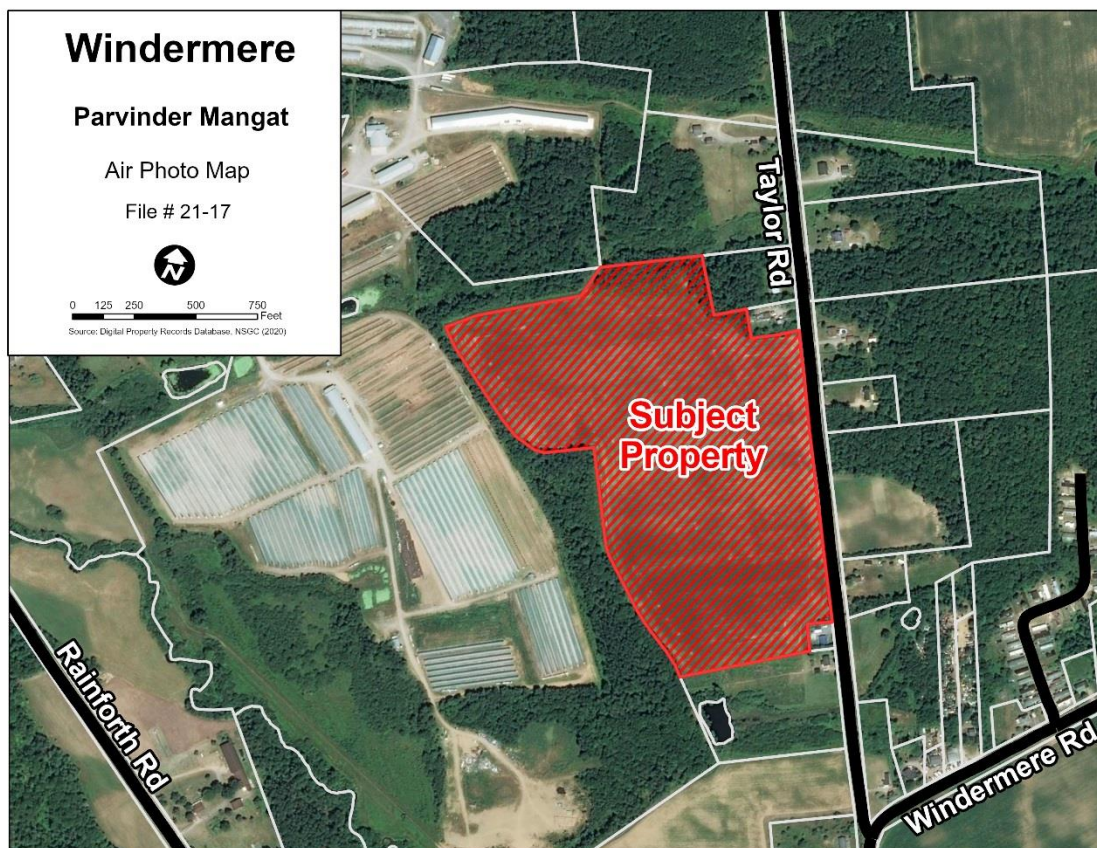 Windermere
Parvinder Mangat
Air Photo Map
File # 21-17
N
0 125 250 500 750
Feet
Source: Digital Property Records Database, NSGC (2020)
Taylor Rd
Subject
Property
Rainforth Rd
Windermere Rd